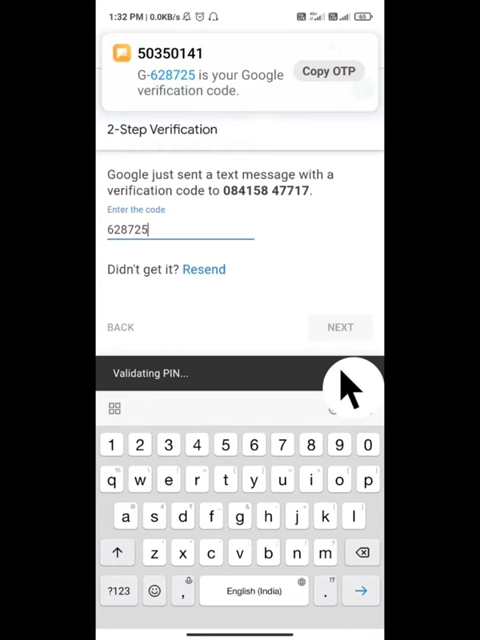 1:32 PM | 0.0KB/s
65
50350141
G-628725 is your Google
verification code.
Copy OTP
2-Step Verification
Google just sent a text message with a
verification code to 084158 47717.
Enter the code
628725
Didn't get it? Resend
BACK
NEXT
Validating PIN...
1 2 3 4 5 6 7 8 9 0
q w e r t y u i o p
a s d f g h j k l
z x c v b n m
?123 , English (India) . !?